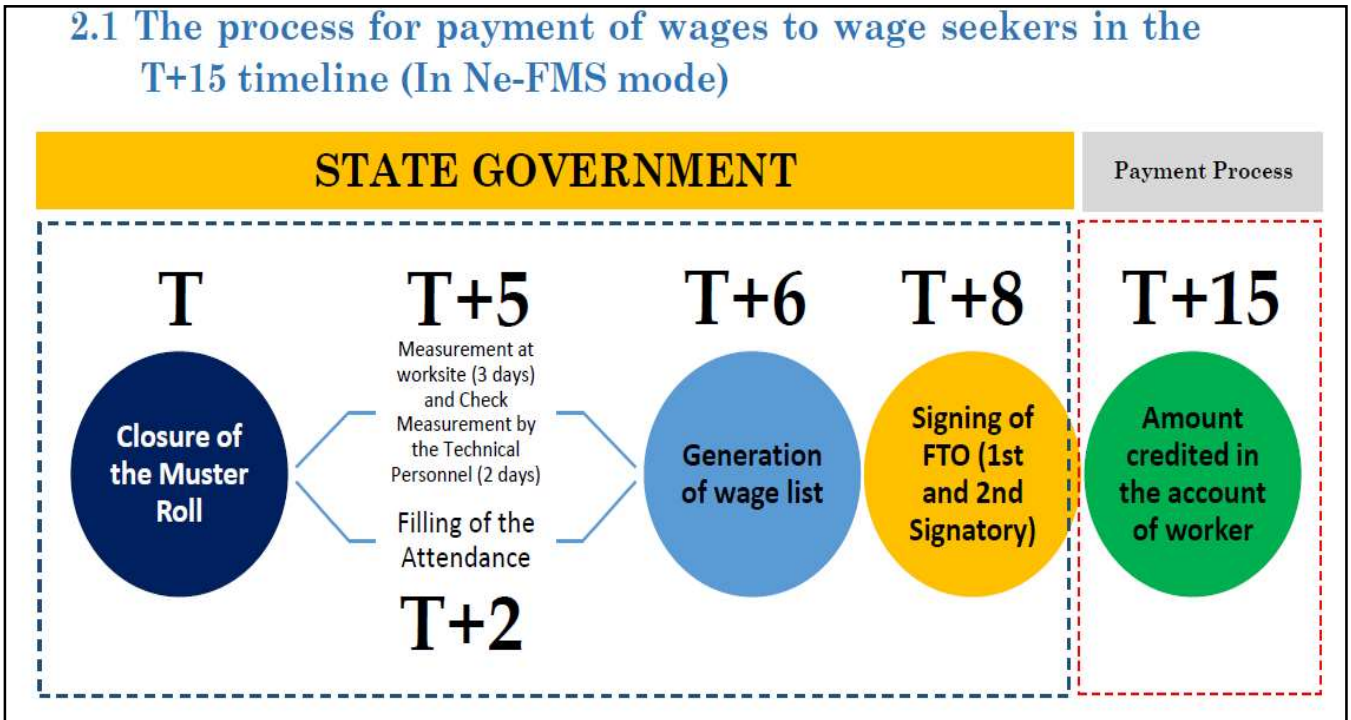 2.1 The process for payment of wages to wage seekers in the
T+15 timeline (In Ne-FMS mode)
STATE GOVERNMENT
Payment Process
T
Closure of
the Muster
Roll
T+5
Measurement at
worksite (3 days)
and Check
Measurement by
the Technical
Personnel (2 days)
Filling of the
Attendance
T+2
T+6
Generation
of wage list
T+8
Signing of
FTO (1st
and 2nd
Signatory)
T+15
Amount
credited in
the account
of worker